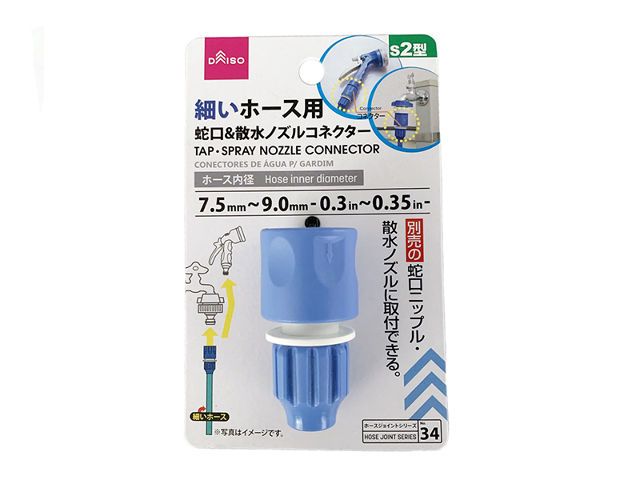 DAISO
S2型
Connector
コネクター
細いホース用
蛇口&散水ノズルコネクター
TAP・SPRAY NOZZLE CONNECTOR
CONECTORES DE ÁGUA P/ GARDIM
ホース内径 Hose inner diameter
7.5mm～9.0mm - 0.3in～0.35in -
別売の蛇口ニップル・
散水ノズルに取付できる。
細いホース
※写真はイメージです。
ホースジョイントシリーズ
HOSE JOINT SERIES
No.
34